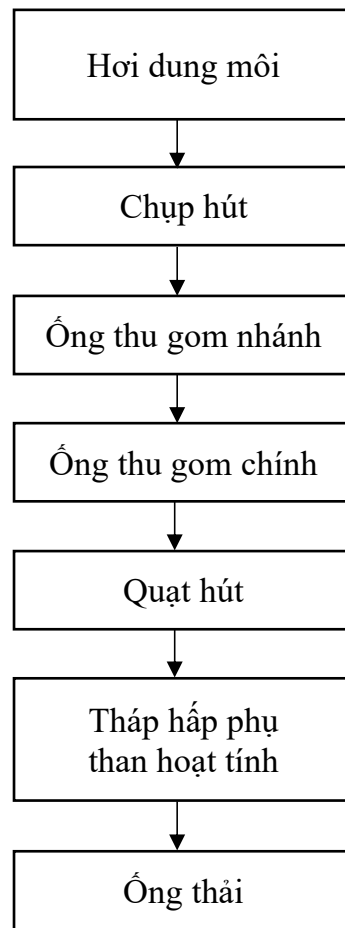 Hơi dung môi
Chụp hút
Ống thu gom nhánh
Ống thu gom chính
Quạt hút
Tháp hấp phụ
than hoạt tính
Ống thải